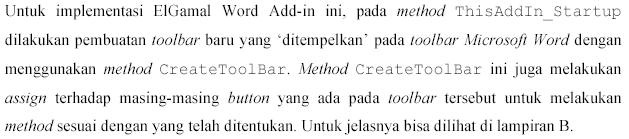 Untuk implementasi ElGamal Word Add-in ini, pada method ThisAddIn_Startup
dilakukan pembuatan toolbar baru yang ‘ditempelkan’ pada toolbar Microsoft Word dengan
menggunakan method CreateToolBar. Method CreateToolBar ini juga melakukan
assign terhadap masing-masing button yang ada pada toolbar tersebut untuk melakukan
method sesuai dengan yang telah ditentukan. Untuk jelasnya bisa dilihat di lampiran B.